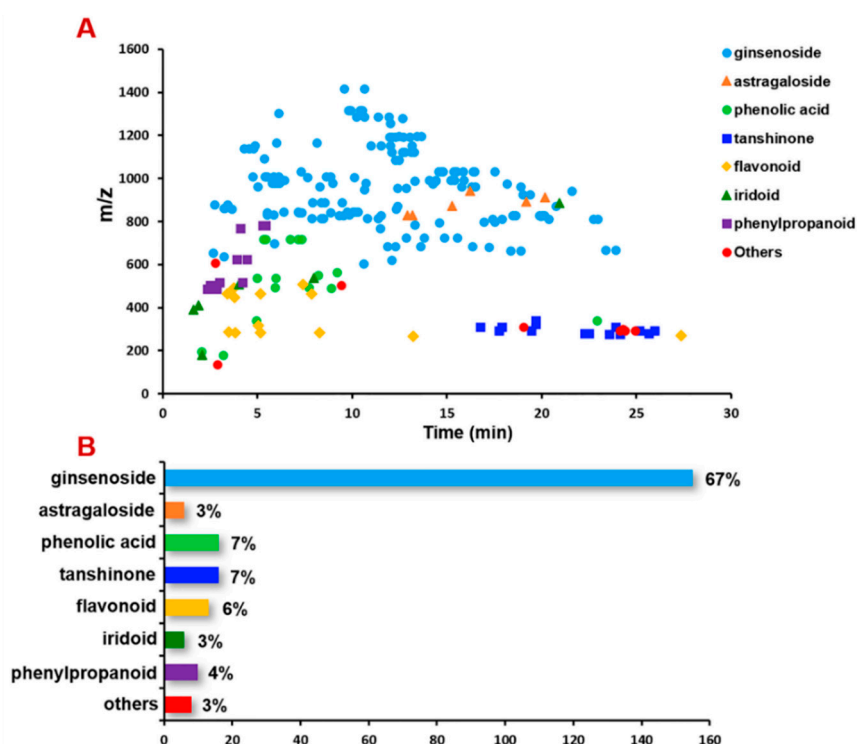 A
1600
1400
1200
1000
800
600
400
200
0
m/z
0 5 10 15 20 25 30
Time (min)
ginsenoside
astragaloside
phenolic acid
tanshinone
flavonoid
iridoid
phenylpropanoid
Others
B
ginsenoside 67%
astragaloside 3%
phenolic acid 7%
tanshinone 7%
flavonoid 6%
iridoid 3%
phenylpropanoid 4%
others 3%
0 20 40 60 80 100 120 140 160